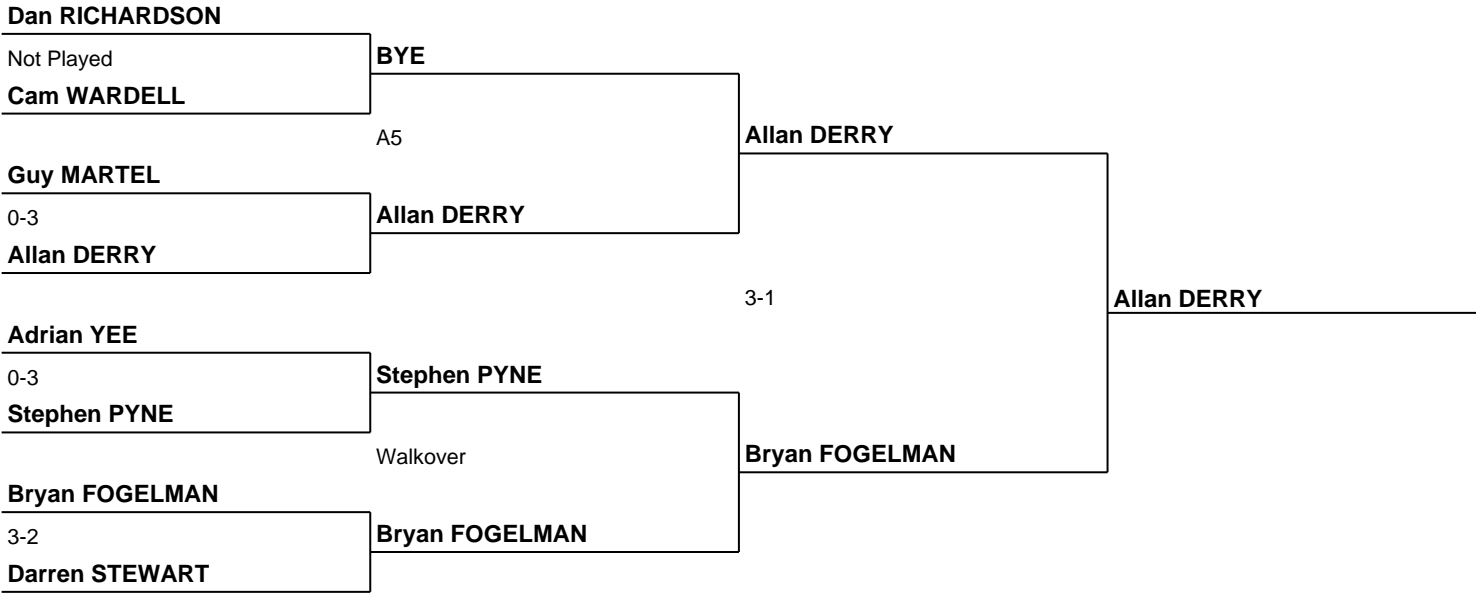 Dan RICHARDSON
Not Played
BYE
Cam WARDELL
A5
Allan DERRY
Guy MARTEL
0-3
Allan DERRY
Allan DERRY
3-1
Allan DERRY
Adrian YEE
0-3
Stephen PYNE
Stephen PYNE
Walkover
Bryan FOGELMAN
Bryan FOGELMAN
3-2
Bryan FOGELMAN
Darren STEWART